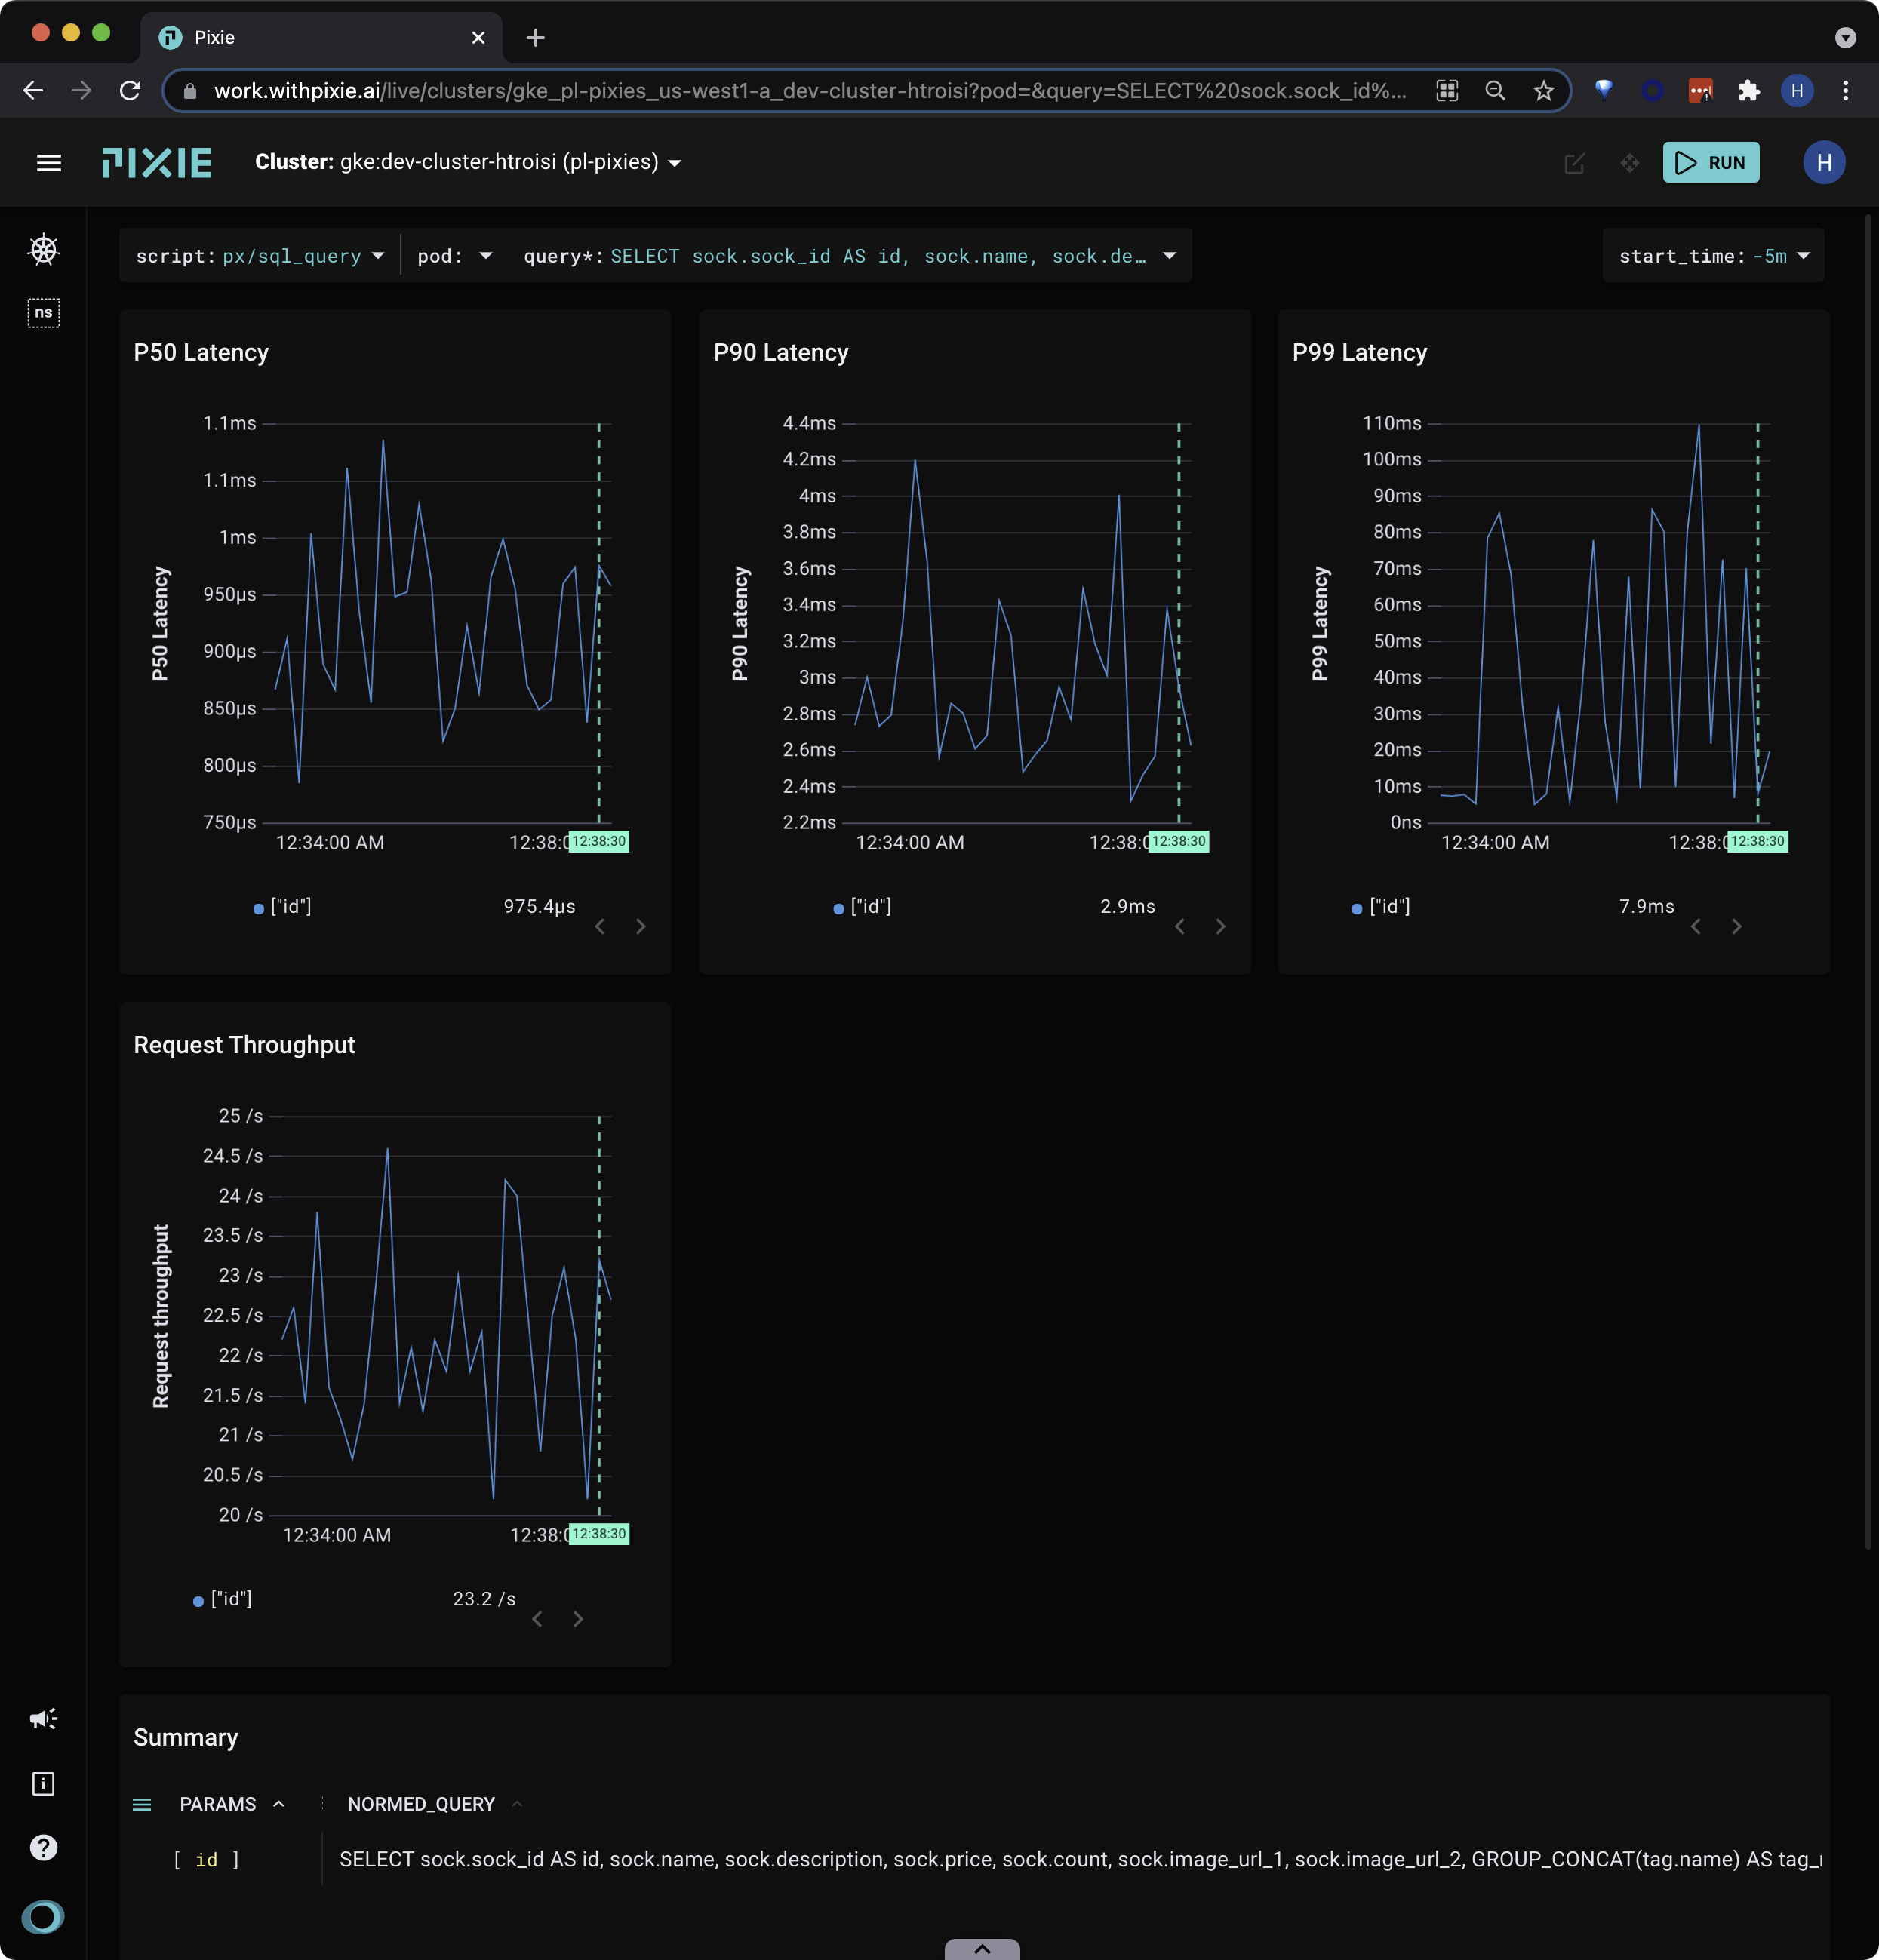 Pixie
work.withpixie.ai/live/clusters/gke_pl-pixies_us-west1-a_dev-cluster-htroisi?pod=&query=SELECT%20sock.sock_id%...
H
PIXIE
Cluster: gke:dev-cluster-htroisi (pl-pixies)
RUN
H
script: px/sql_query
pod:
query*: SELECT sock.sock_id AS id, sock.name, sock.de…
start_time: -5m
ns
P50 Latency
P50 Latency
1.1ms
1.1ms
1ms
950µs
900µs
850µs
800µs
750µs
12:34:00 AM
12:38:0
12:38:30
["id"]
975.4µs
P90 Latency
P90 Latency
4.4ms
4.2ms
4ms
3.8ms
3.6ms
3.4ms
3.2ms
3ms
2.8ms
2.6ms
2.4ms
2.2ms
12:34:00 AM
12:38:0
12:38:30
["id"]
2.9ms
P99 Latency
P99 Latency
110ms
100ms
90ms
80ms
70ms
60ms
50ms
40ms
30ms
20ms
10ms
0ns
12:34:00 AM
12:38:0
12:38:30
["id"]
7.9ms
Request Throughput
Request throughput
25 /s
24.5 /s
24 /s
23.5 /s
23 /s
22.5 /s
22 /s
21.5 /s
21 /s
20.5 /s
20 /s
12:34:00 AM
12:38:0
12:38:30
["id"]
23.2 /s
Summary
PARAMS
NORMED_QUERY
[ id ]
SELECT sock.sock_id AS id, sock.name, sock.description, sock.price, sock.count, sock.image_url_1, sock.image_url_2, GROUP_CONCAT(tag.name) AS tag_